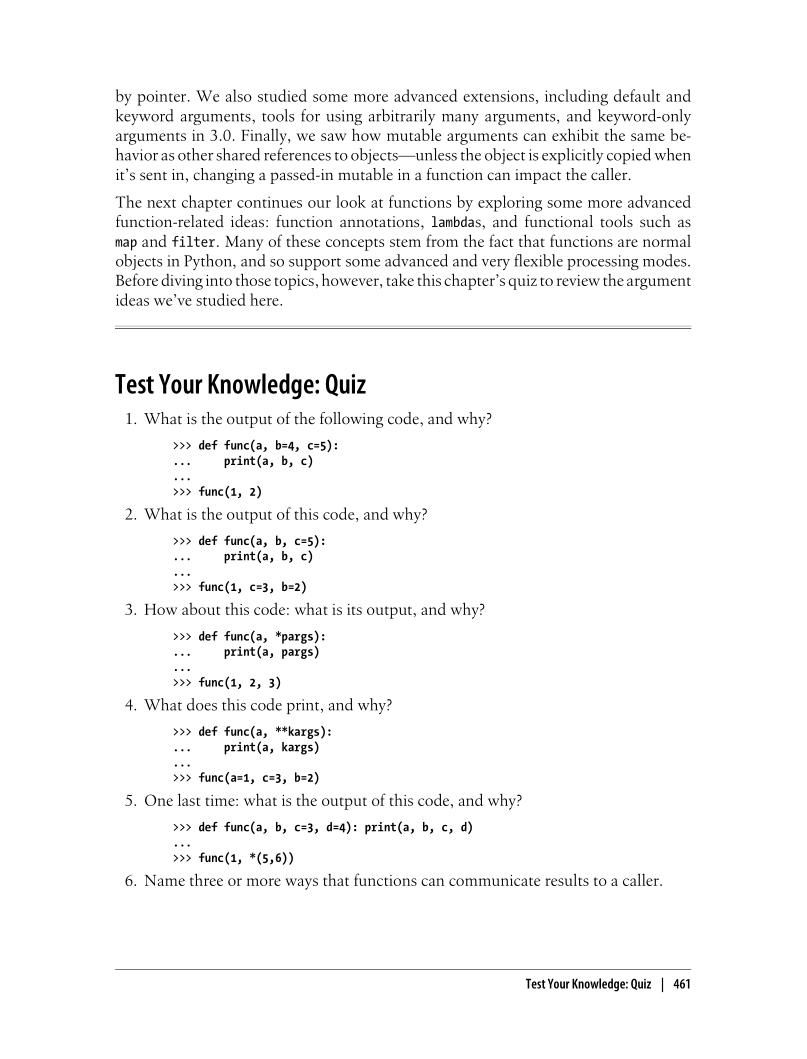 by pointer. We also studied some more advanced extensions, including default and
keyword arguments, tools for using arbitrarily many arguments, and keyword-only
arguments in 3.0. Finally, we saw how mutable arguments can exhibit the same be-
havior as other shared references to objects—unless the object is explicitly copied when
it's sent in, changing a passed-in mutable in a function can impact the caller.
The next chapter continues our look at functions by exploring some more advanced
function-related ideas: function annotations, lambdas, and functional tools such as
map and filter. Many of these concepts stem from the fact that functions are normal
objects in Python, and so support some advanced and very flexible processing modes.
Before diving into those topics, however, take this chapter's quiz to review the argument
ideas we've studied here.
Test Your Knowledge: Quiz
1. What is the output of the following code, and why?
>>> def func(a, b=4, c=5):
...     print(a, b, c)
...
>>> func(1, 2)
2. What is the output of this code, and why?
>>> def func(a, b, c=5):
...     print(a, b, c)
...
>>> func(1, c=3, b=2)
3. How about this code: what is its output, and why?
>>> def func(a, *pargs):
...     print(a, pargs)
...
>>> func(1, 2, 3)
4. What does this code print, and why?
>>> def func(a, **kargs):
...     print(a, kargs)
...
>>> func(a=1, c=3, b=2)
5. One last time: what is the output of this code, and why?
>>> def func(a, b, c=3, d=4): print(a, b, c, d)
...
>>> func(1, *(5,6))
6. Name three or more ways that functions can communicate results to a caller.
Test Your Knowledge: Quiz | 461